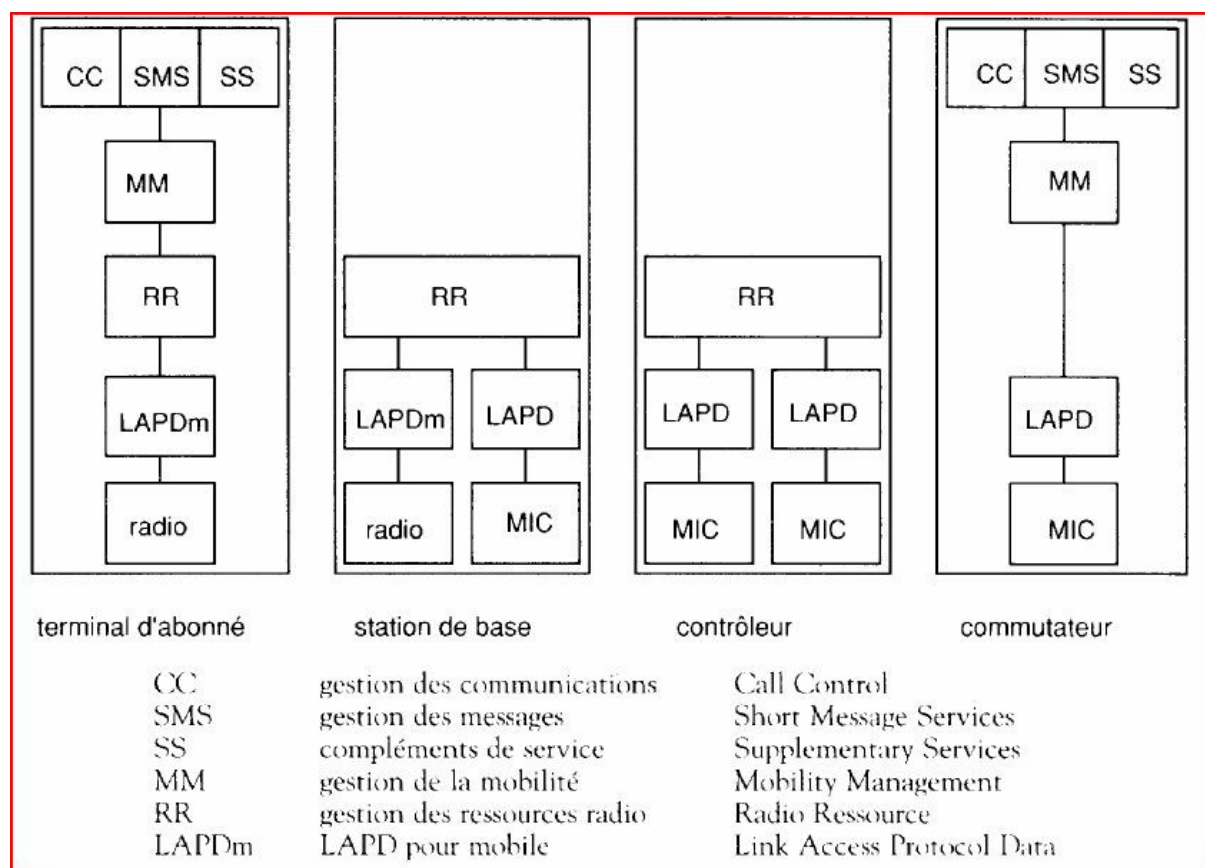 CC SMS SS CC SMS SS
MM MM
RR RR RR
LAPDm LAPDm LAPD LAPD LAPD LAPD
radio radio MIC MIC MIC MIC
terminal d'abonné station de base contrôleur commutateur
CC gestion des communications Call Control
SMS gestion des messages Short Message Services
SS compléments de service Supplementary Services
MM gestion de la mobilité Mobility Management
RR gestion des ressources radio Radio Ressource
LAPDm LAPD pour mobile Link Access Protocol Data